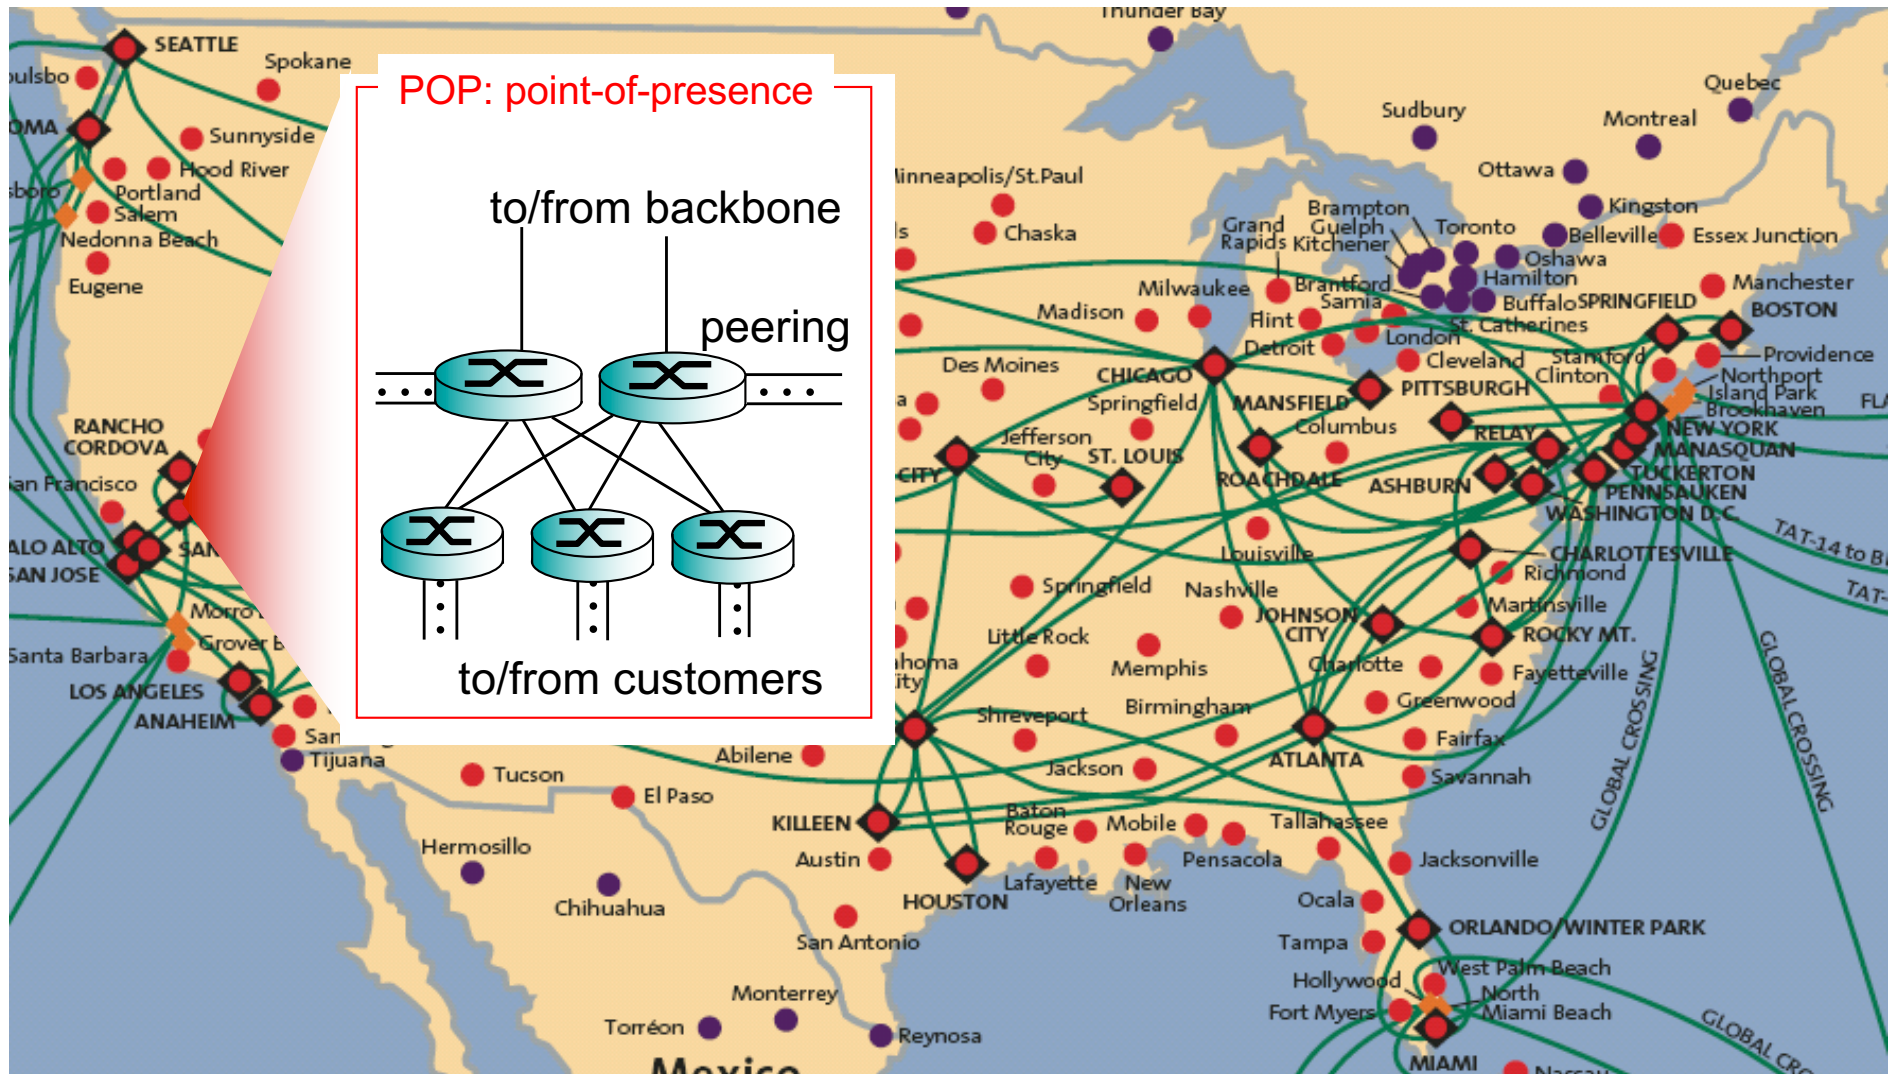 POP: point-of-presence
to/from backbone
peering
to/from customers
SEATTLE
Spokane
Sunnyside
Hood River
Portland
Salem
Nedonna Beach
Eugene
RANCHO
CORDOVA
SAN JOSE
Santa Barbara
LOS ANGELES
ANAHEIM
Tijuana
Tucson
El Paso
Hermosillo
Chihuahua
Monterrey
Torréon
Reynosa
Mexico
Abilene
KILLEEN
Austin
HOUSTON
San Antonio
Thunder Bay
Chaska
Madison
Milwaukee
Grand
Rapids
Des Moines
CHICAGO
Springfield
Jefferson
City
ST. LOUIS
CITY
Springfield
Little Rock
Shreveport
Jackson
Baton
Rouge
Lafayette
New
Orleans
Mobile
Pensacola
Tallahassee
Memphis
Birmingham
Nashville
Louisville
ROACHDALE
Columbus
MANSFIELD
Detroit
Flint
Sudbury
Brampton
Guelph
Kitchener
Brantford
Samia
Toronto
Oshawa
Hamilton
Buffalo
St. Catherines
London
Cleveland
Ottawa
Montreal
Quebec
Kingston
Belleville
Essex Junction
Manchester
SPRINGFIELD
BOSTON
Providence
Stamford
Clinton
Northport
Island Park
Brookhaven
NEW YORK
MANASQUAN
TUCKERTON
PENNSAUKEN
WASHINGTON D.C.
PITTSBURGH
RELAY
ASHBURN
CHARLOTTESVILLE
Richmond
Martinsville
JOHNSON
CITY
ROCKY MT.
Charlotte
Fayetteville
Greenwood
ATLANTA
Fairfax
Savannah
Jacksonville
Ocala
ORLANDO/WINTER PARK
Tampa
West Palm Beach
Hollywood
North
Miami Beach
Fort Myers
MIAMI
GLOBAL CROSSING
GLOBAL CROSSING
TAT-14 to